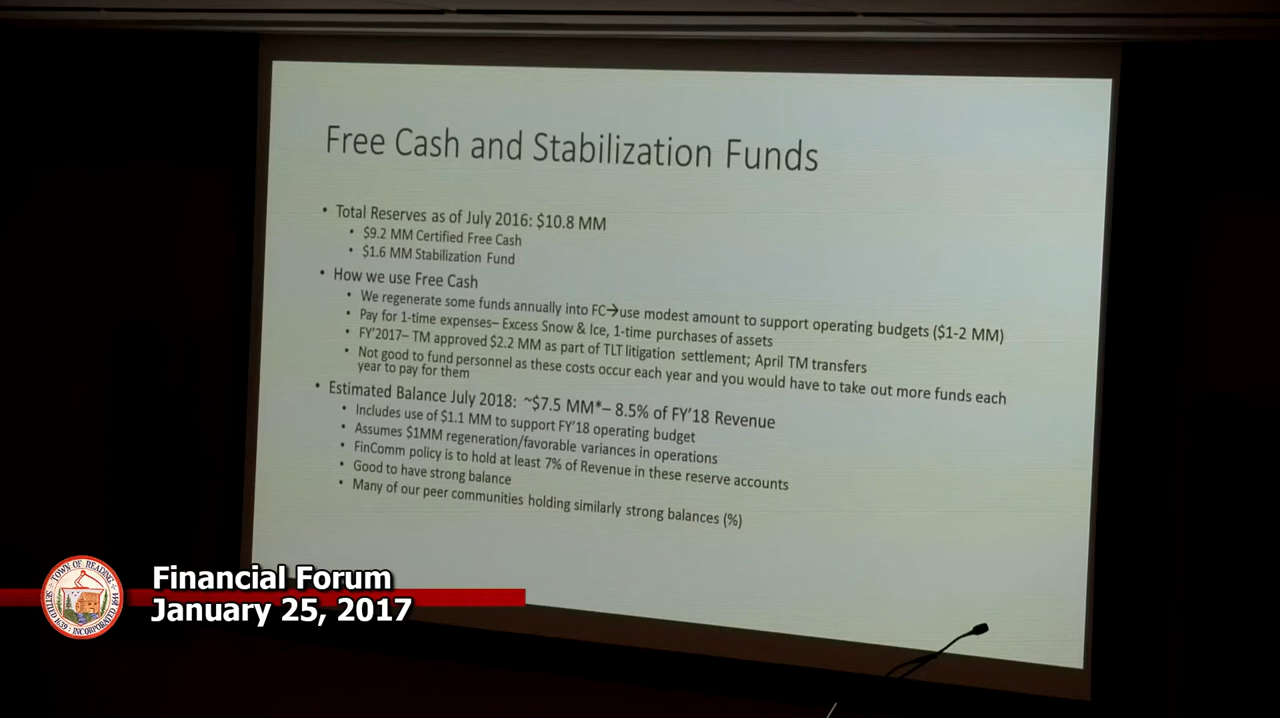 Free Cash and Stabilization Funds
• Total Reserves as of July 2016: $10.8 MM
• $9.2 MM Certified Free Cash
• $1.6 MM Stabilization Fund
• How we use Free Cash
• We regenerate some funds annually into FC→use modest amount to support operating budgets ($1-2 MM)
• Pay for 1-time expenses– Excess Snow & Ice, 1-time purchases of assets
• FY'2017– TM approved $2.2 MM as part of TLT litigation settlement; April TM transfers
• Not good to fund personnel as these costs occur each year and you would have to take out more funds each
year to pay for them
• Estimated Balance July 2018: ~$7.5 MM*– 8.5% of FY'18 Revenue
• Includes use of $1.1 MM to support FY'18 operating budget
• Assumes $1MM regeneration/favorable variances in operations
• FinComm policy is to hold at least 7% of Revenue in these reserve accounts
• Good to have strong balance
• Many of our peer communities holding similarly strong balances (%)
TOWN OF READING
SETTLED 1639 : INCORPORATED 1644
Financial Forum
January 25, 2017